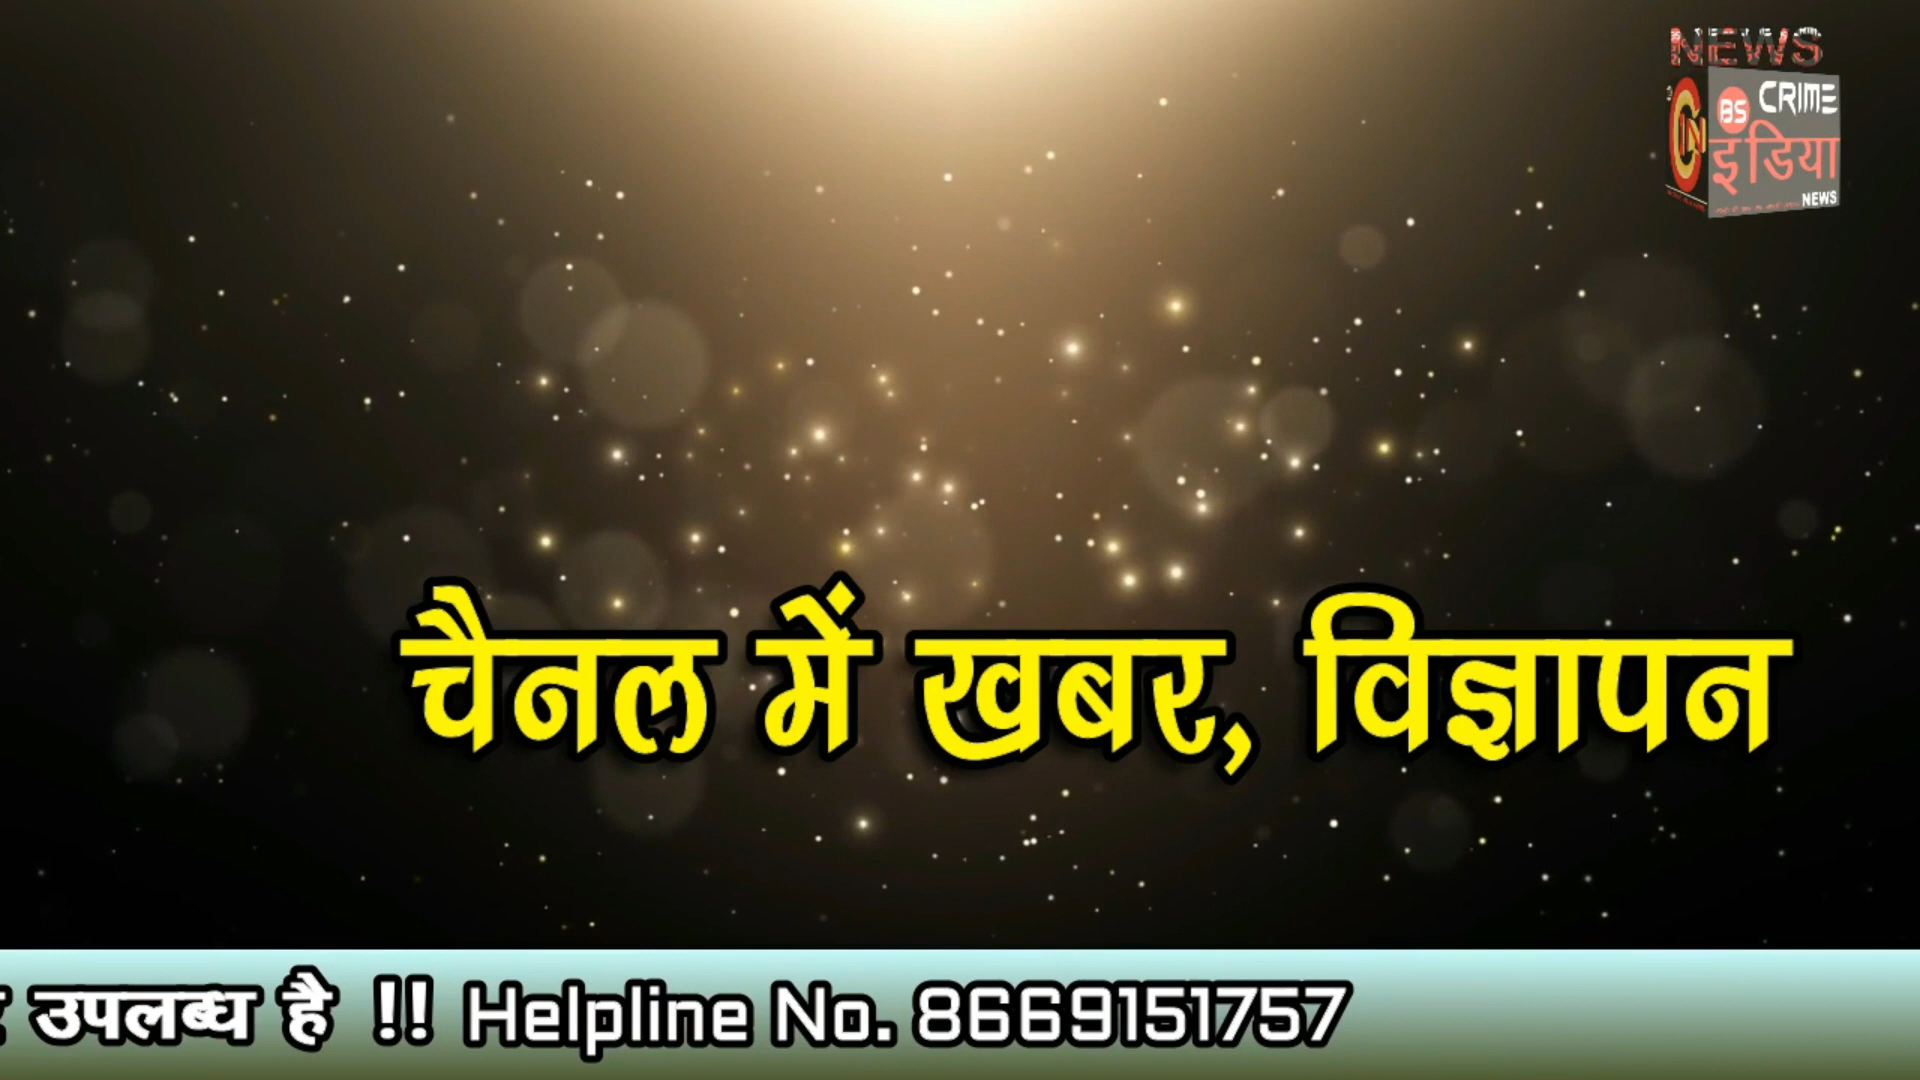 NEWS
BS CRIME
इंडिया
NEWS
चैनल में खबर, विज्ञापन
उपलब्ध है !! Helpline No. 8669151757